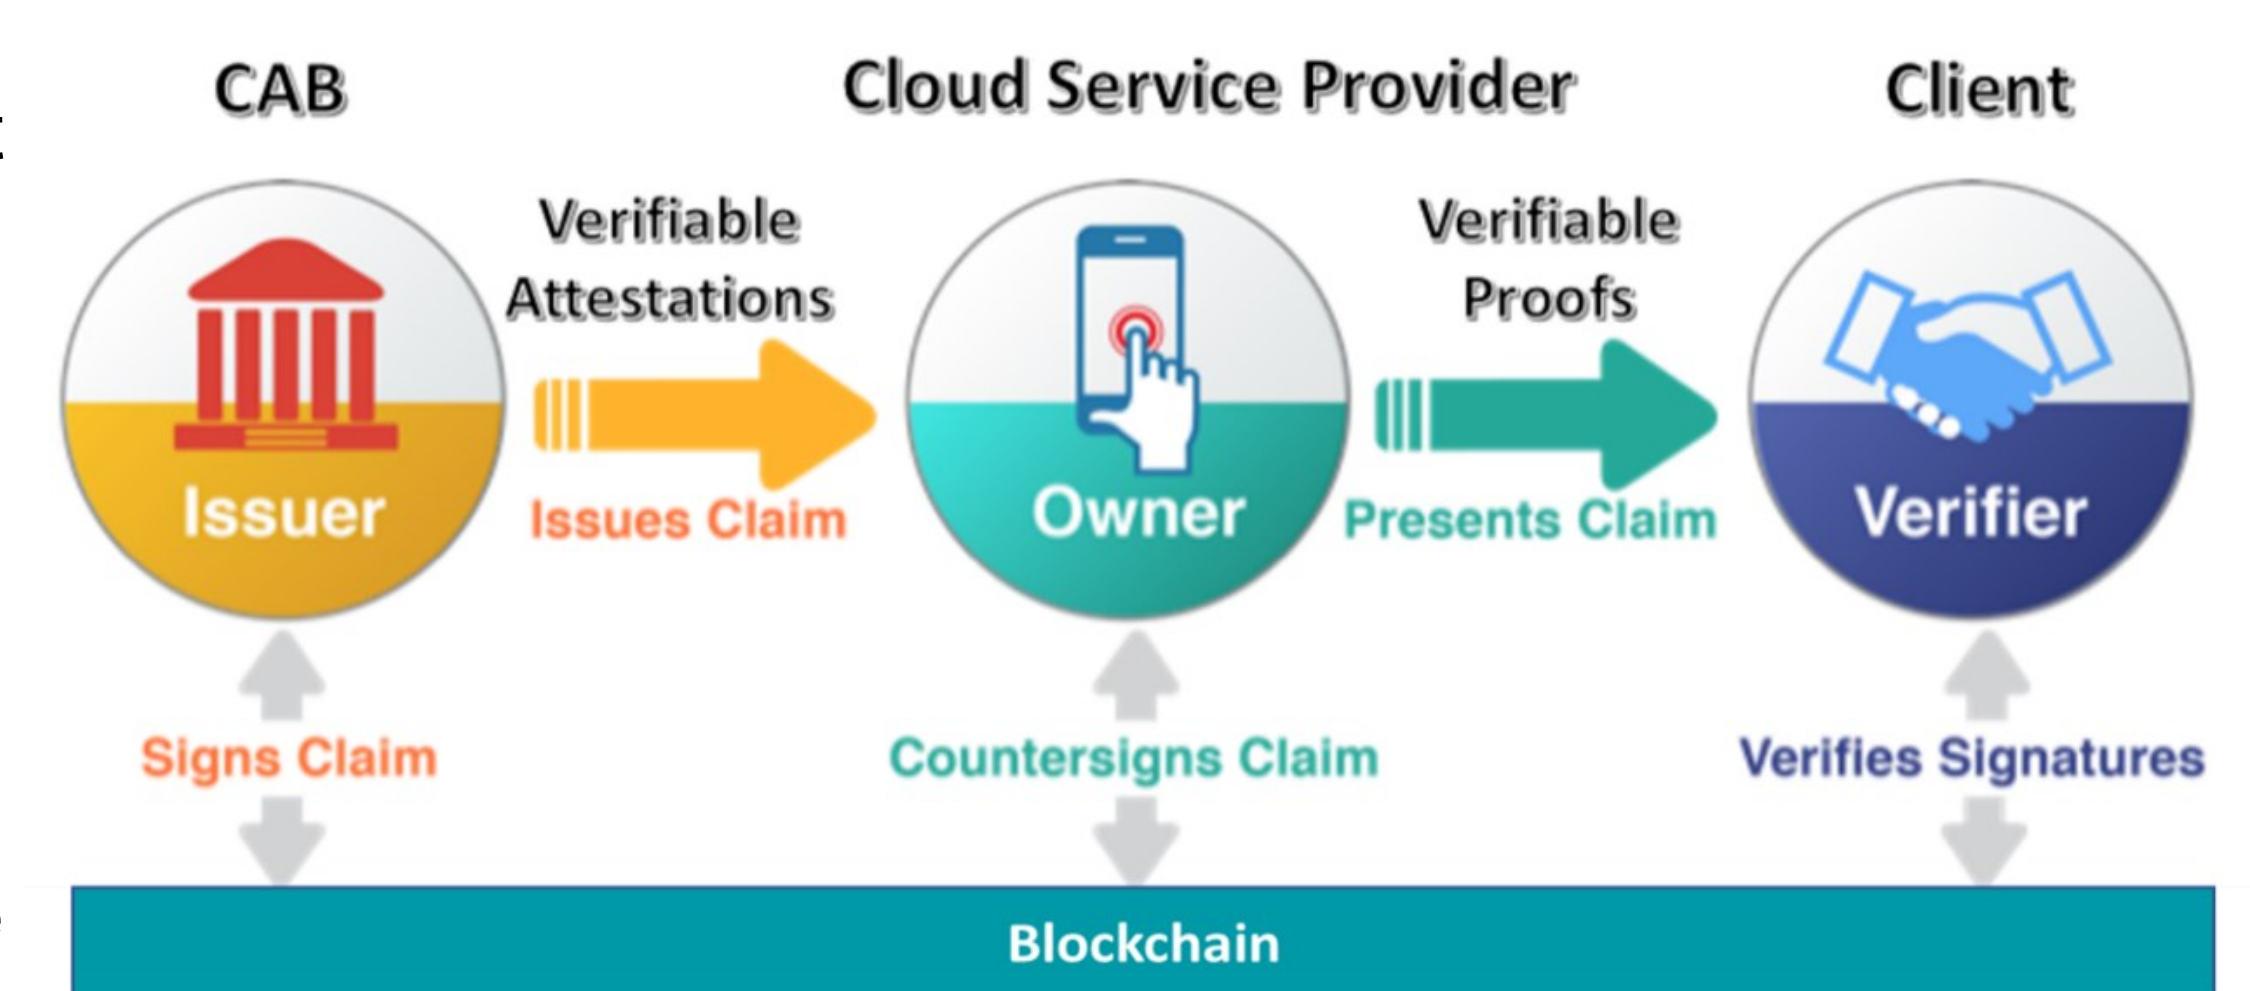 CAB
Cloud Service Provider
Client
Verifiable
Attestations
Verifiable
Proofs
Issuer
Issues Claim
Owner
Presents Claim
Verifier
Signs Claim
Countersigns Claim
Verifies Signatures
Blockchain